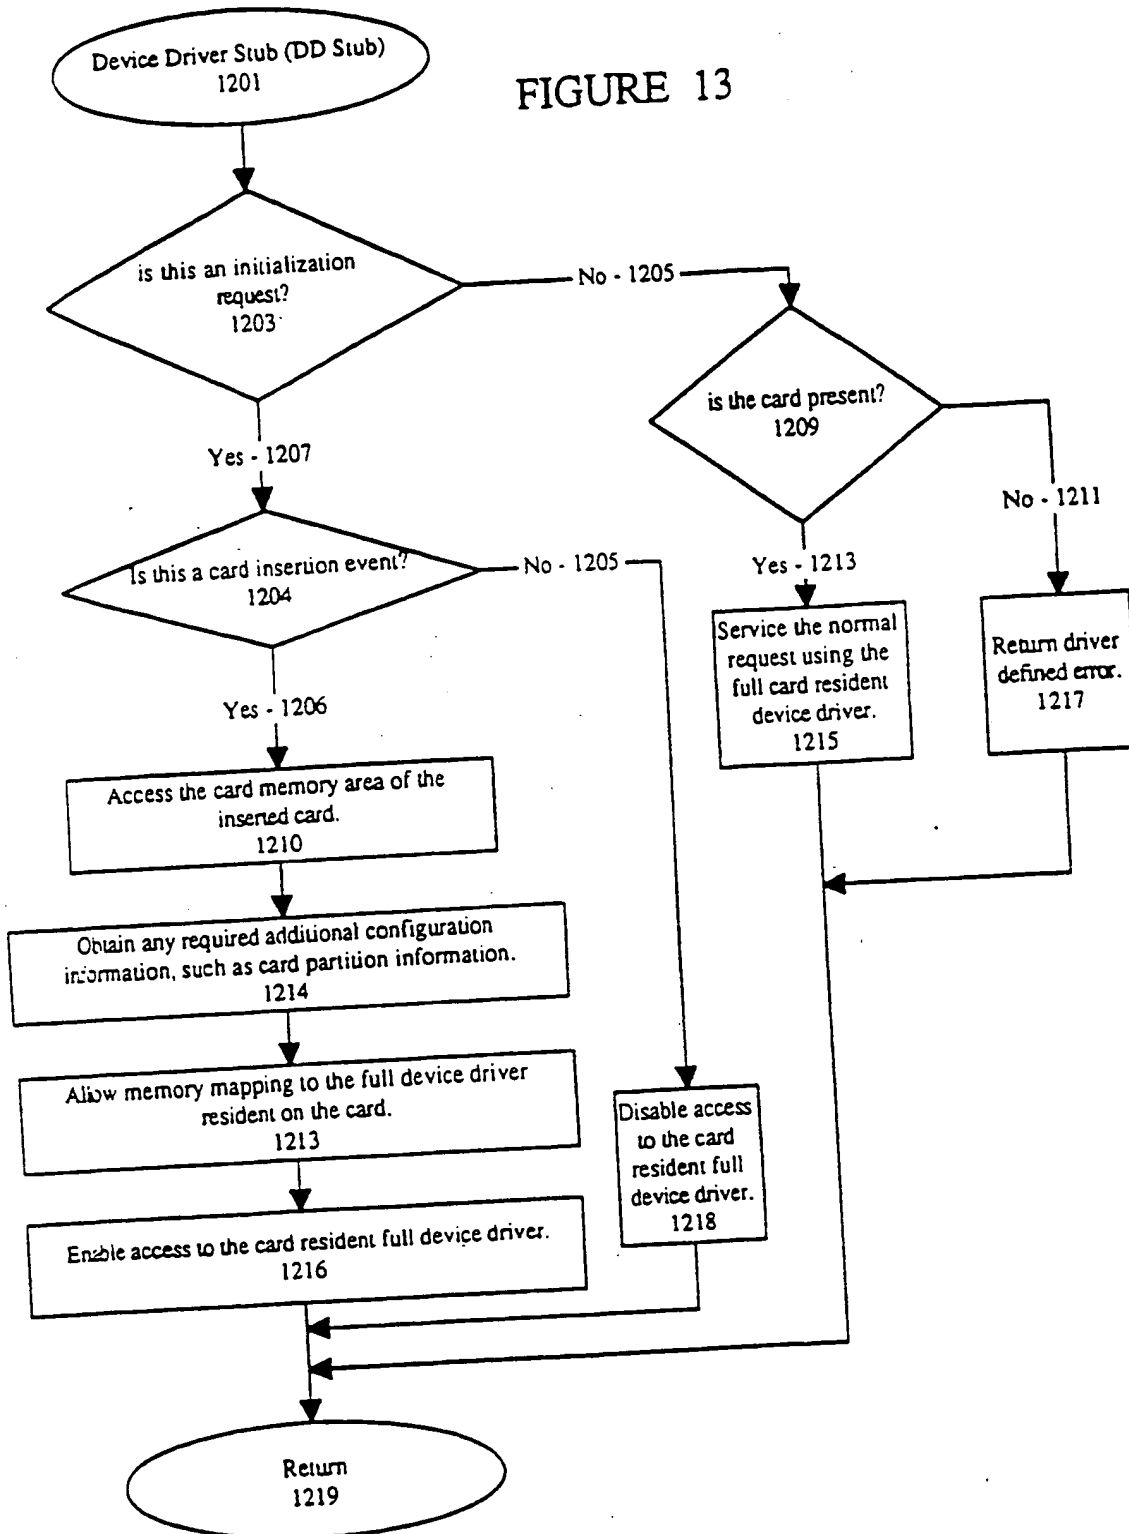 Device Driver Stub (DD Stub)
1201
FIGURE 13
is this an initialization
request?
1203
No - 1205
is the card present?
1209
Yes - 1207
No - 1211
Is this a card insertion event?
1204
No - 1205
Yes - 1213
Service the normal
request using the
full card resident
device driver.
1215
Return driver
defined error.
1217
Yes - 1206
Access the card memory area of the
inserted card.
1210
Obtain any required additional configuration
information, such as card partition information.
1214
Allow memory mapping to the full device driver
resident on the card.
1213
Disable access
to the card
resident full
device driver.
1218
Enable access to the card resident full device driver.
1216
Return
1219